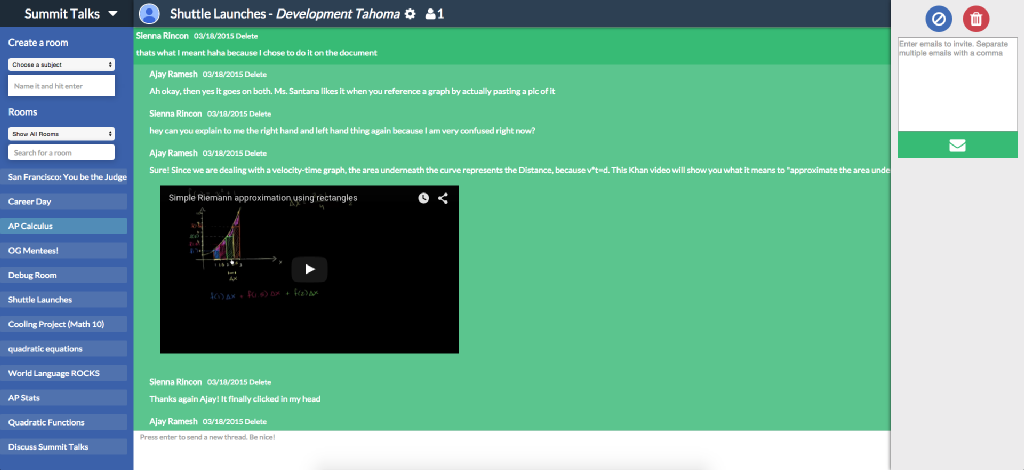 Summit Talks
Create a room
Choose a subject
Name it and hit enter
Rooms
Show All Rooms
Search for a room
San Francisco: You be the Judge
Career Day
AP Calculus
OG Mentees!
Debug Room
Shuttle Launches
Cooling Project (Math 10)
quadratic equations
World Language ROCKS
AP Stats
Quadratic Functions
Discuss Summit Talks
Shuttle Launches - Development Tahoma 1
Sienna Rincon 03/18/2015 Delete
thats what I meant haha because I chose to do it on the document
Ajay Ramesh 03/18/2015 Delete
Ah okay, then yes it goes on both. Ms. Santana likes it when you reference a graph by actually pasting a pic of it
Sienna Rincon 03/18/2015 Delete
hey can you explain to me the right hand and left hand thing again because I am very confused right now?
Ajay Ramesh 03/18/2015 Delete
Sure! Since we are dealing with a velocity-time graph, the area underneath the curve represents the Distance, because v*t=d. This Khan video will show you what it means to "approximate the area unde
Simple Riemann approximation using rectangles
Sienna Rincon 03/18/2015 Delete
Thanks again Ajay! It finally clicked in my head
Ajay Ramesh 03/18/2015 Delete
Press enter to send a new thread. Be nice!
Enter emails to invite. Separate
multiple emails with a comma